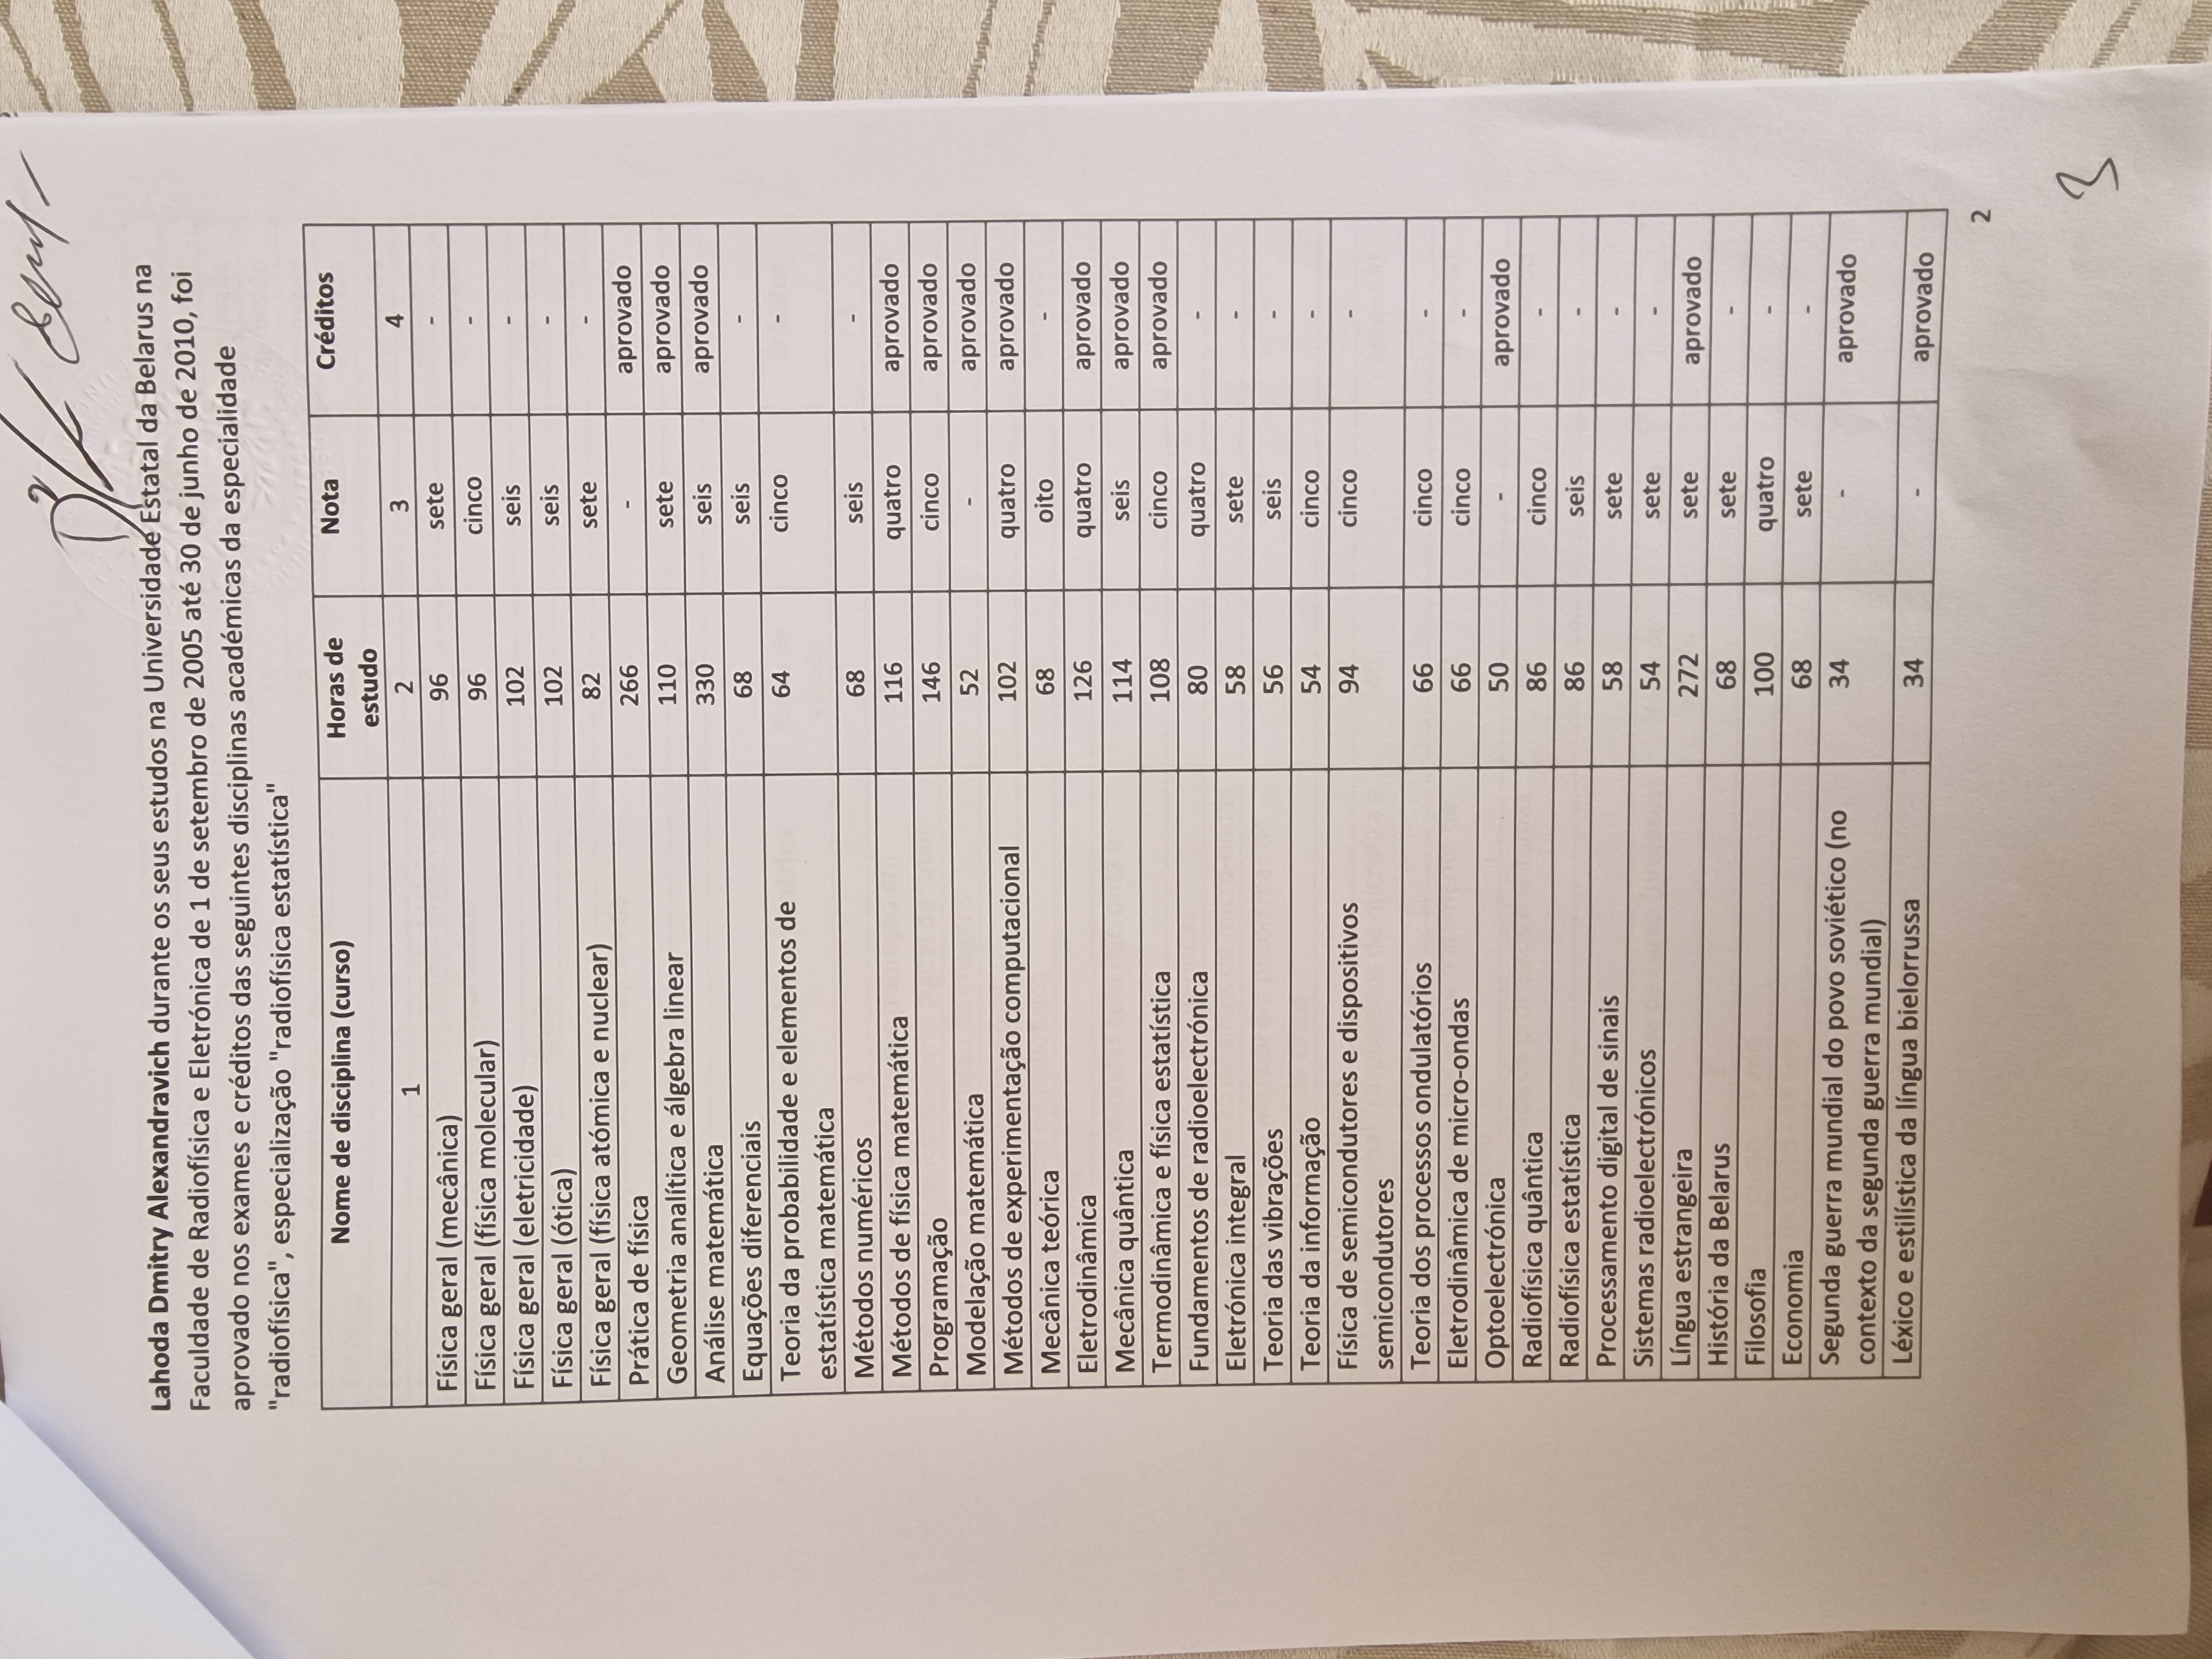 Lahoda Dmitry Alexandravich durante os seus estudos na Universidade Estatal da Belarus na
Faculdade de Radiofísica e Eletrónica de 1 de setembro de 2005 até 30 de junho de 2010, foi
aprovado nos exames e créditos das seguintes disciplinas académicas da especialidade
"radiofísica", especialização "radiofísica estatística"
Nome de disciplina (curso) Horas de estudo Nota Créditos
1 2 3 4
Física geral (mecânica) 96 sete -
Física geral (física molecular) 96 cinco -
Física geral (eletricidade) 102 seis -
Física geral (ótica) 102 seis -
Física geral (física atómica e nuclear) 82 sete -
Prática de física 266 - aprovado
Geometria analítica e álgebra linear 110 sete aprovado
Análise matemática 330 seis aprovado
Equações diferenciais 68 seis -
Teoria da probabilidade e elementos de 64 cinco -
estatística matemática
Métodos numéricos 68 seis -
Métodos de física matemática 116 quatro aprovado
Programação 146 cinco aprovado
Modelação matemática 52 - aprovado
Métodos de experimentação computacional 102 quatro aprovado
Mecânica teórica 68 oito -
Eletrodinâmica 126 quatro aprovado
Mecânica quântica 114 seis aprovado
Termodinâmica e física estatística 108 cinco aprovado
Fundamentos de radioelectrónica 80 quatro -
Eletrónica integral 58 sete -
Teoria das vibrações 56 seis -
Teoria da informação 54 cinco -
Física de semicondutores e dispositivos 94 cinco -
semicondutores
Teoria dos processos ondulatórios 66 cinco -
Eletrodinâmica de micro-ondas 66 cinco -
Optoelectrónica 50 - aprovado
Radiofísica quântica 86 cinco -
Radiofísica estatística 86 seis -
Processamento digital de sinais 58 sete -
Sistemas radioelectrónicos 54 sete -
Língua estrangeira 272 sete aprovado
História da Belarus 68 sete -
Filosofia 100 quatro -
Economia 68 sete -
Segunda guerra mundial do povo soviético (no 34 - aprovado
contexto da segunda guerra mundial)
Léxico e estilística da língua bielorrussa 34 - aprovado
2
3